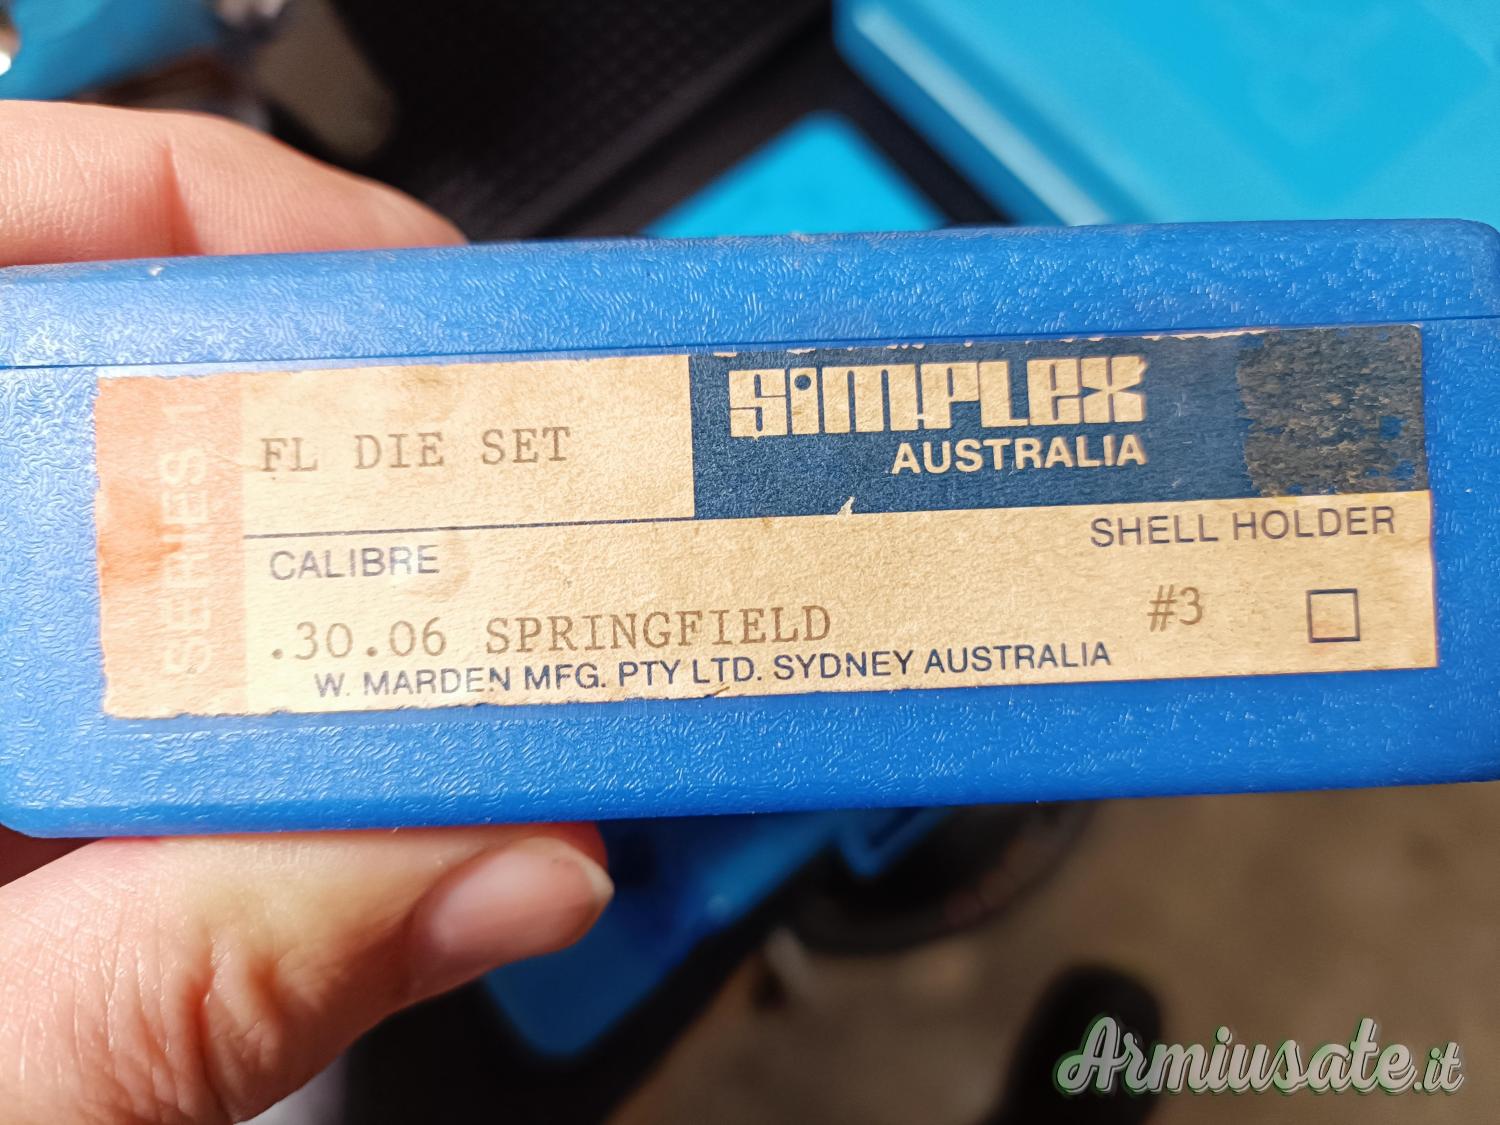 SERIES 1
FL DIE SET
SiMPLEX
AUSTRALIA
CALIBRE
SHELL HOLDER
.30.06 SPRINGFIELD
#3
W. MARDEN MFG. PTY LTD. SYDNEY AUSTRALIA
Armiusate.it